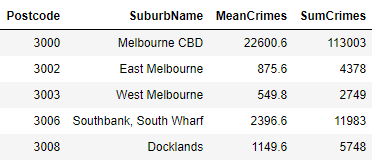 Postcode SuburbName MeanCrimes SumCrimes
3000 Melbourne CBD 22600.6 113003
3002 East Melbourne 875.6 4378
3003 West Melbourne 549.8 2749
3006 Southbank, South Wharf 2396.6 11983
3008 Docklands 1149.6 5748